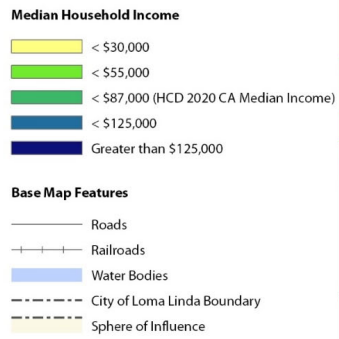 Median Household Income
< $30,000
< $55,000
< $87,000 (HCD 2020 CA Median Income)
< $125,000
Greater than $125,000
Base Map Features
Roads
Railroads
Water Bodies
City of Loma Linda Boundary
Sphere of Influence